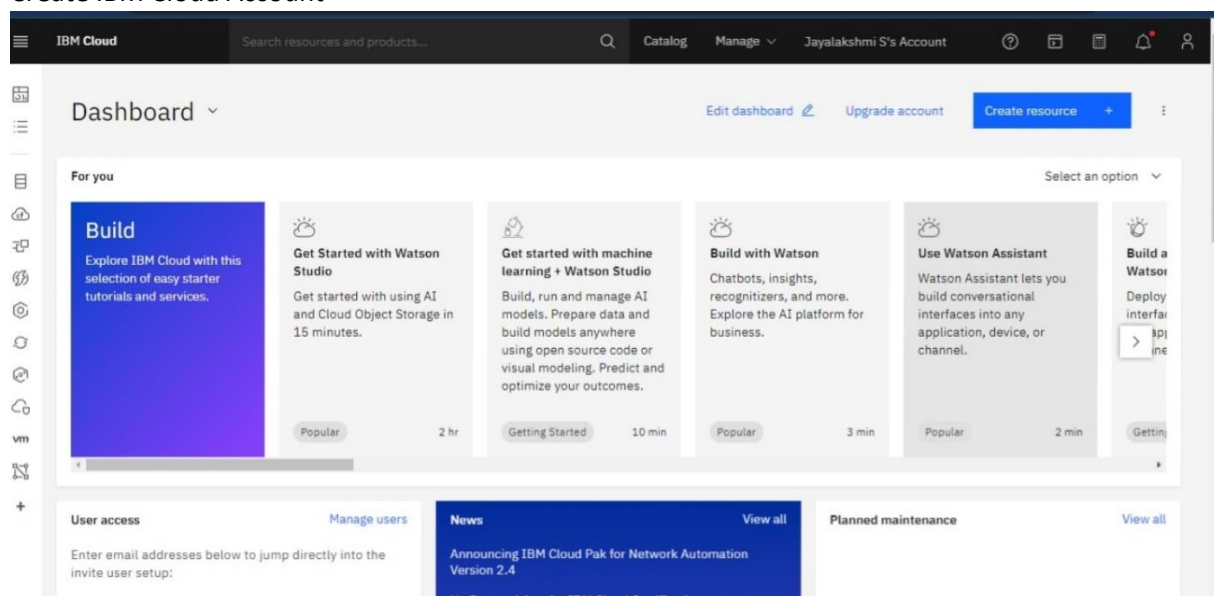 Create IBM Cloud Account
IBM Cloud
Search resources and products...
Catalog
Manage
Jayalakshmi S's Account
Dashboard
Edit dashboard
Upgrade account
Create resource +
For you
Select an option
Build
Explore IBM Cloud with this
selection of easy starter
tutorials and services.
Get Started with Watson
Studio
Get started with using AI
and Cloud Object Storage in
15 minutes.
Popular
2 hr
Get started with machine
learning + Watson Studio
Build, run and manage AI
models. Prepare data and
build models anywhere
using open source code or
visual modeling. Predict and
optimize your outcomes.
Getting Started
10 min
Build with Watson
Chatbots, insights,
recognitizers, and more.
Explore the AI platform for
business.
Popular
3 min
Use Watson Assistant
Watson Assistant lets you
build conversational
interfaces into any
application, device, or
channel.
Popular
2 min
Build a
Deploy
vm
User access
Manage users
Enter email addresses below to jump directly into the
invite user setup:
News
View all
Announcing IBM Cloud Pak for Network Automation
Version 2.4
Planned maintenance
View all